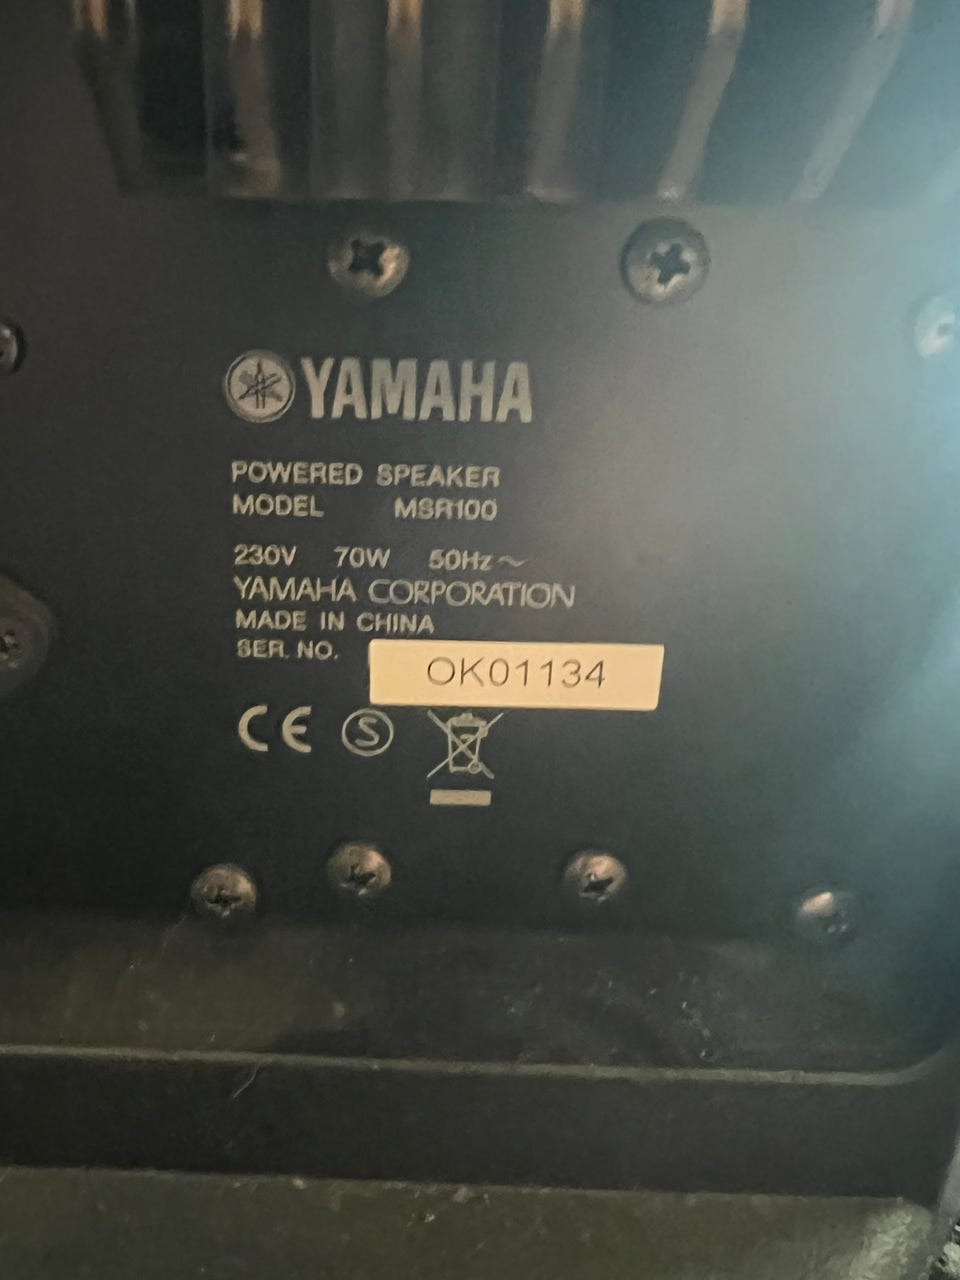 YAMAHA
POWERED SPEAKER
MODEL MSR100
230V 70W 50Hz～
YAMAHA CORPORATION
MADE IN CHINA
SER. NO. OK01134
CE S